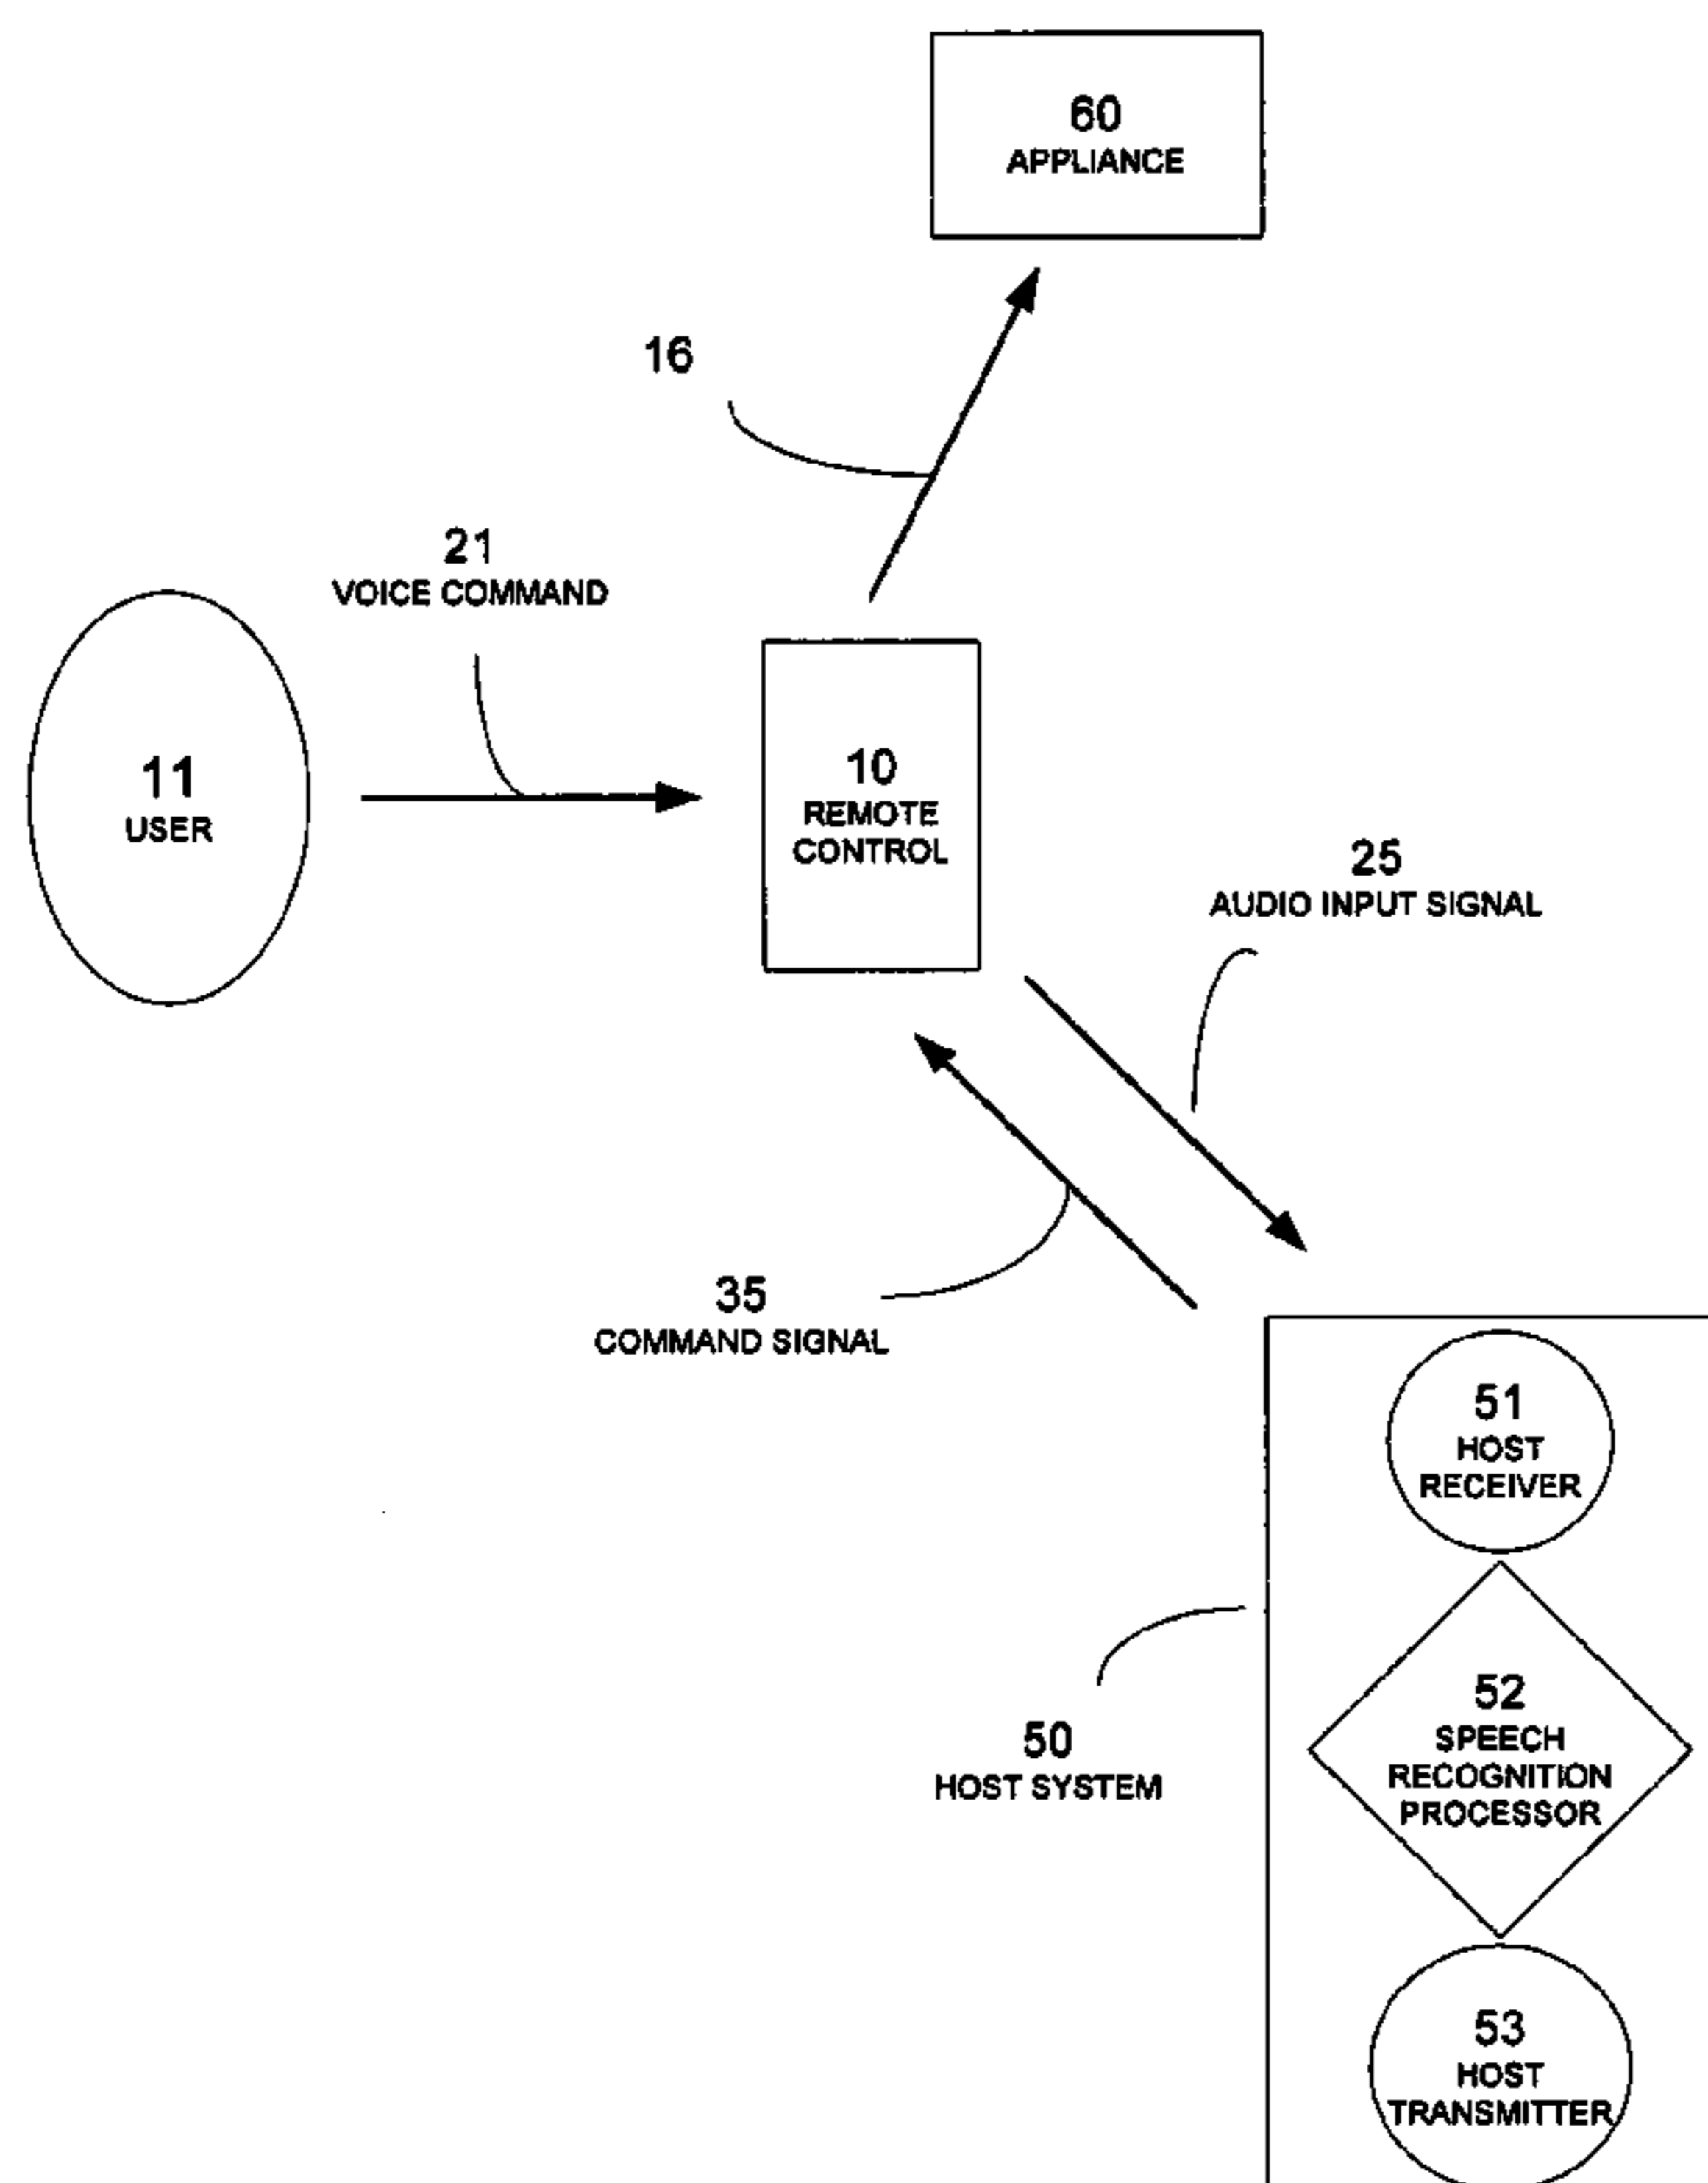 60
APPLIANCE
16
21
VOICE COMMAND
11
USER
10
REMOTE
CONTROL
25
AUDIO INPUT SIGNAL
35
COMMAND SIGNAL
51
HOST
RECEIVER
50
HOST SYSTEM
52
SPEECH
RECOGNITION
PROCESSOR
53
HOST
TRANSMITTER